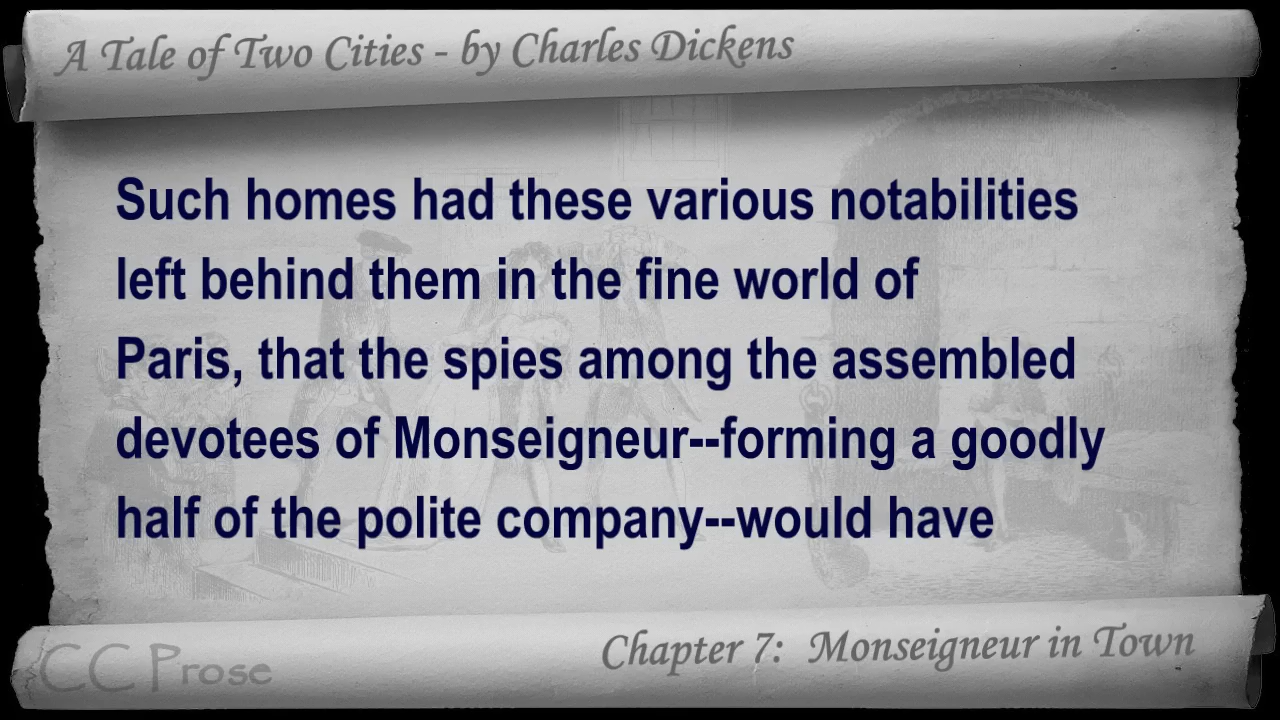 A Tale of Two Cities - by Charles Dickens
Such homes had these various notabilities
left behind them in the fine world of
Paris, that the spies among the assembled
devotees of Monseigneur--forming a goodly
half of the polite company--would have
Chapter 7: Monseigneur in Town
CC Prose